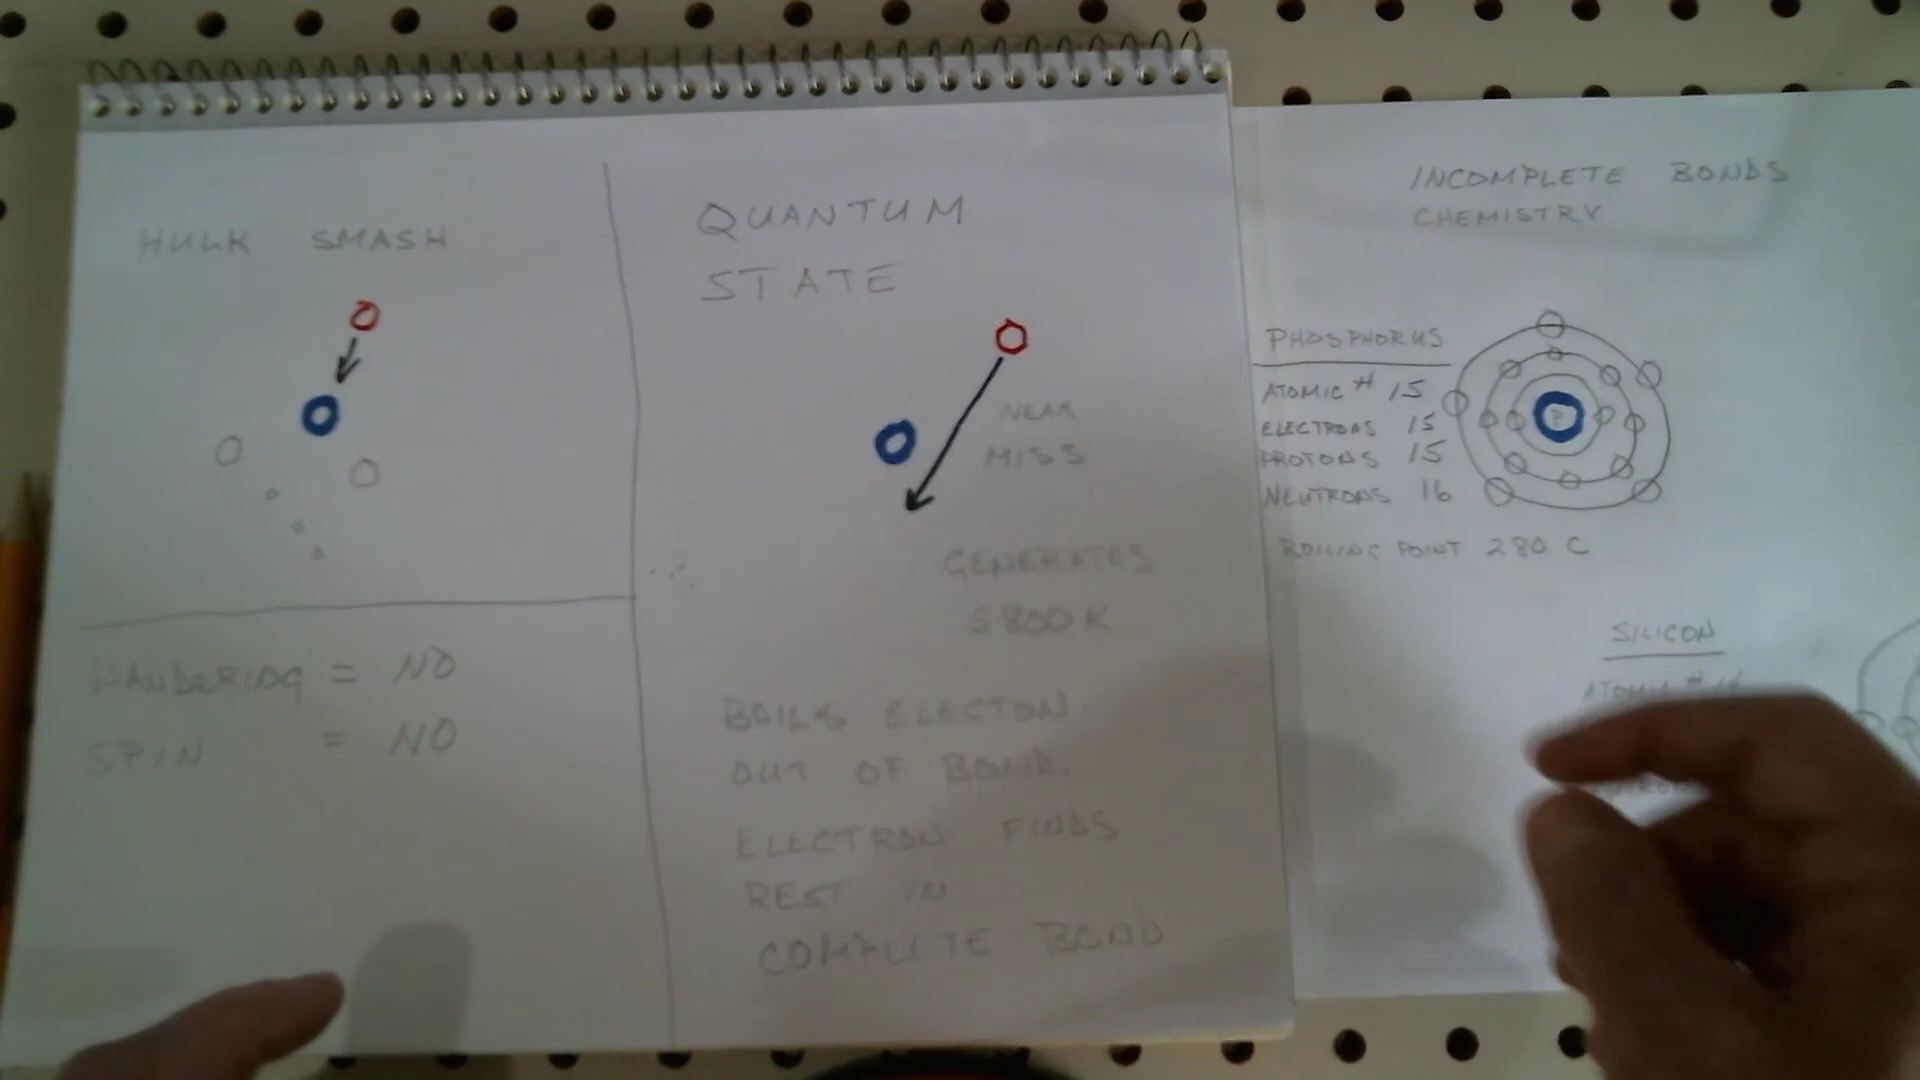 HULK SMASH
WANDERING = NO
SPIN = NO
QUANTUM
STATE
NEAR
MISS
GENERATES
5800K
BOILS ELECTON
OUT OF BOND.
ELECTRON FINDS
REST IN
COMPLETE BOND
INCOMPLETE BONDS
CHEMISTRY
PHOSPHORUS
ATOMIC # 15
ELECTRONS 15
PROTONS 15
NEUTRONS 16
BOILING POINT 280 C
SILICON
ATOMIC # 14